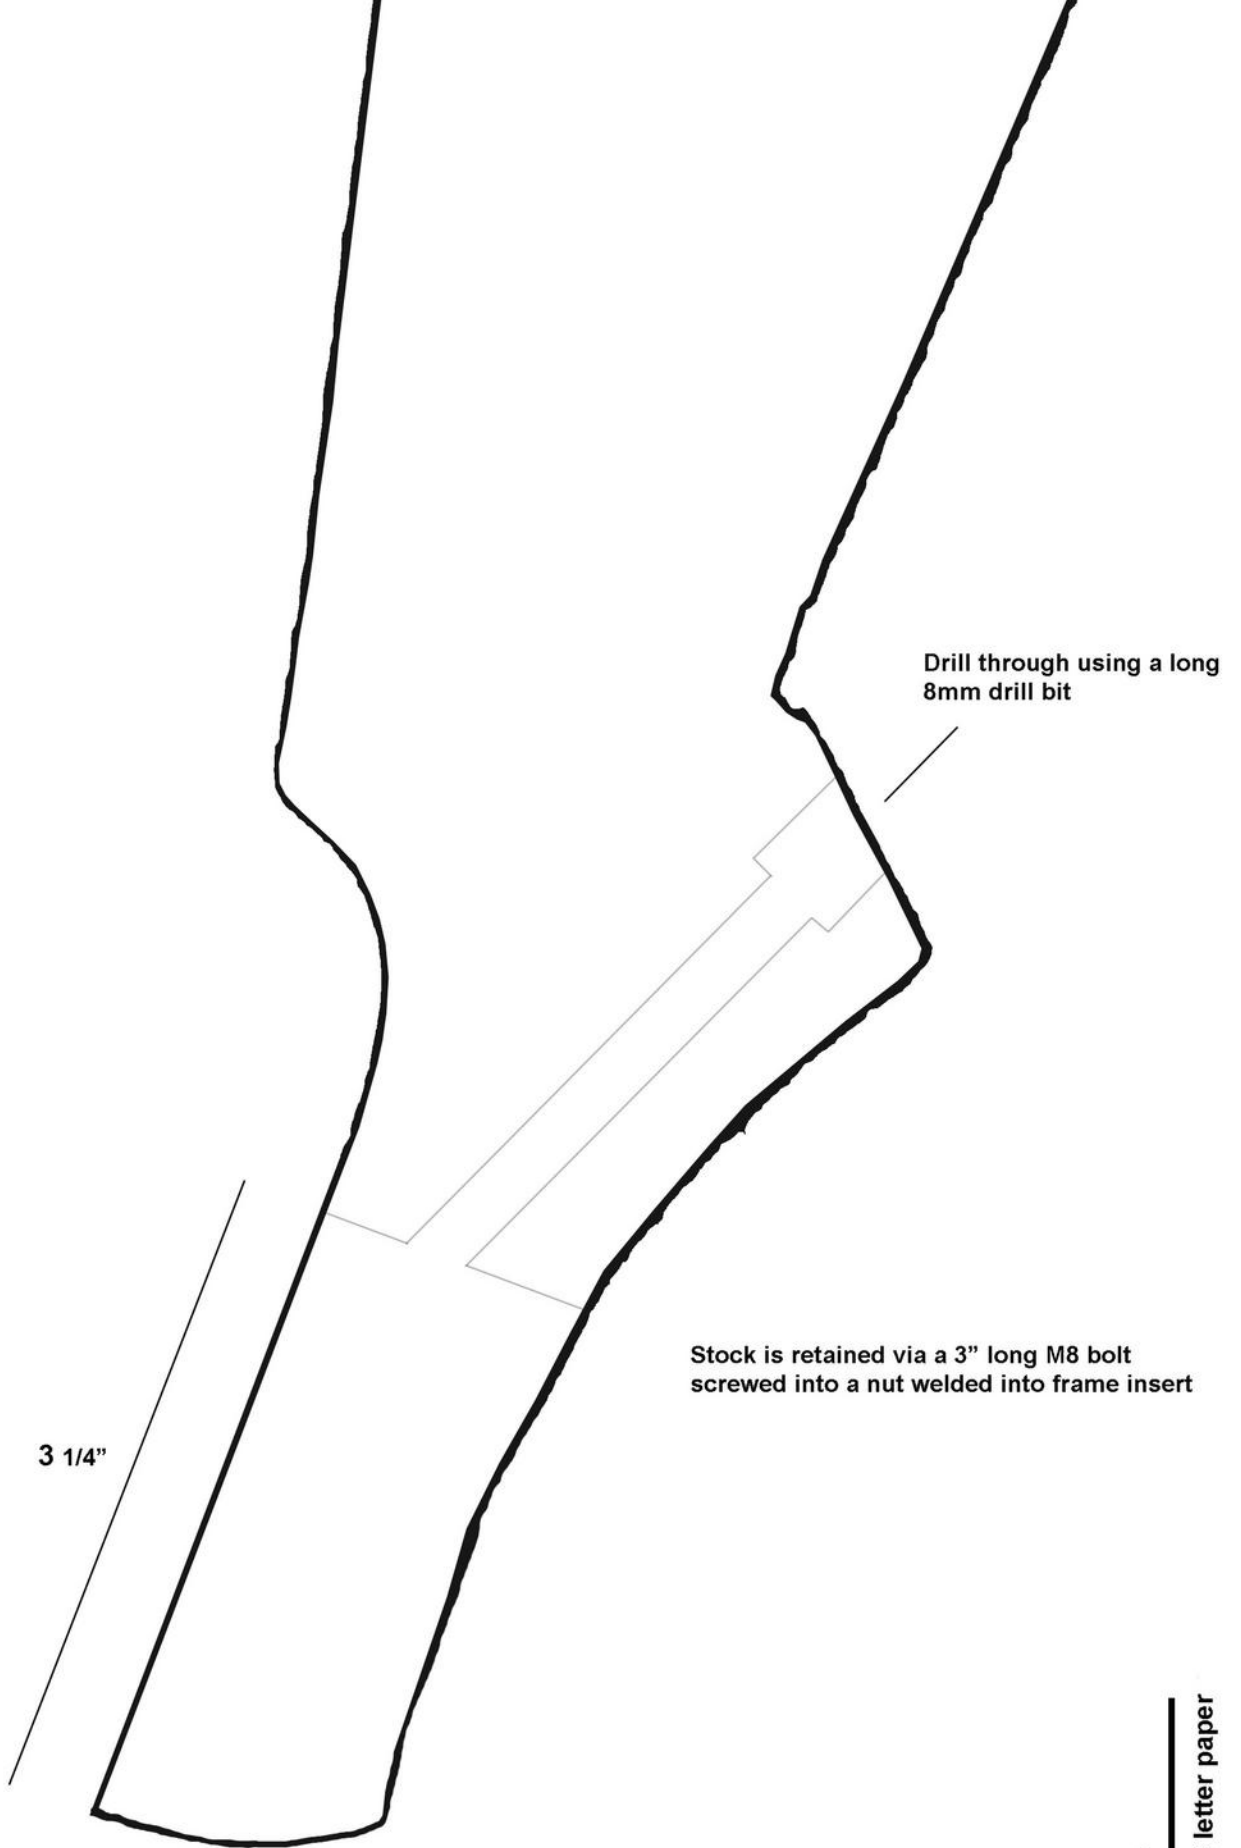 Drill through using a long
8mm drill bit
Stock is retained via a 3” long M8 bolt
screwed into a nut welded into frame insert
3 1/4”
letter paper